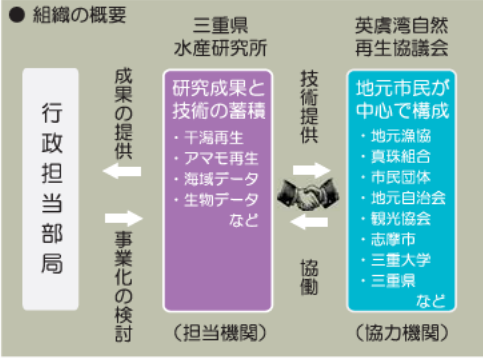 ● 組織の概要
行政担当部局
成果の提供
事業化の検討
三重県
水産研究所
研究成果と
技術の蓄積
・干潟再生
・アマモ再生
・海域データ
・生物データ
など
（担当機関）
技術提供
協働
英虞湾自然
再生協議会
地元市民が
中心で構成
・地元漁協
・真珠組合
・市民団体
・地元自治会
・観光協会
・志摩市
・三重大学
・三重県
など
（協力機関）